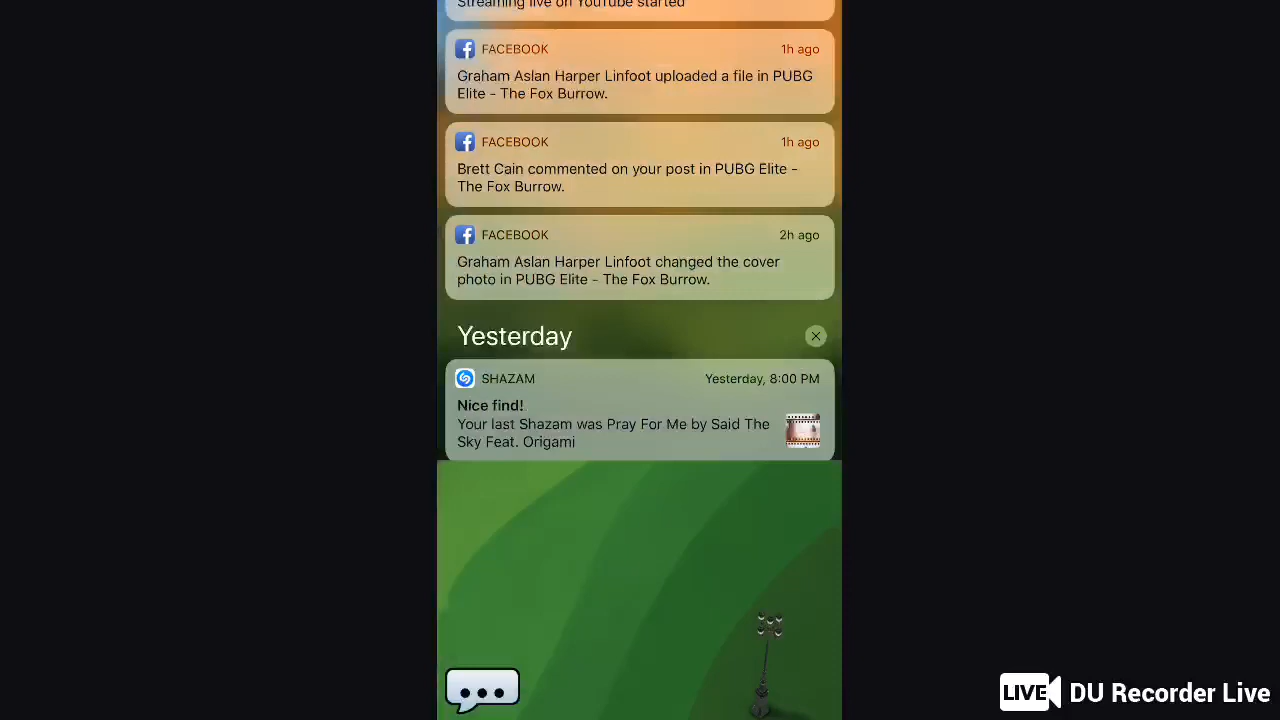 Streaming live on YouTube started
FACEBOOK 1h ago
Graham Aslan Harper Linfoot uploaded a file in PUBG
Elite - The Fox Burrow.
FACEBOOK 1h ago
Brett Cain commented on your post in PUBG Elite -
The Fox Burrow.
FACEBOOK 2h ago
Graham Aslan Harper Linfoot changed the cover
photo in PUBG Elite - The Fox Burrow.
Yesterday
SHAZAM Yesterday, 8:00 PM
Nice find!
Your last Shazam was Pray For Me by Said The
Sky Feat. Origami
LIVE DU Recorder Live